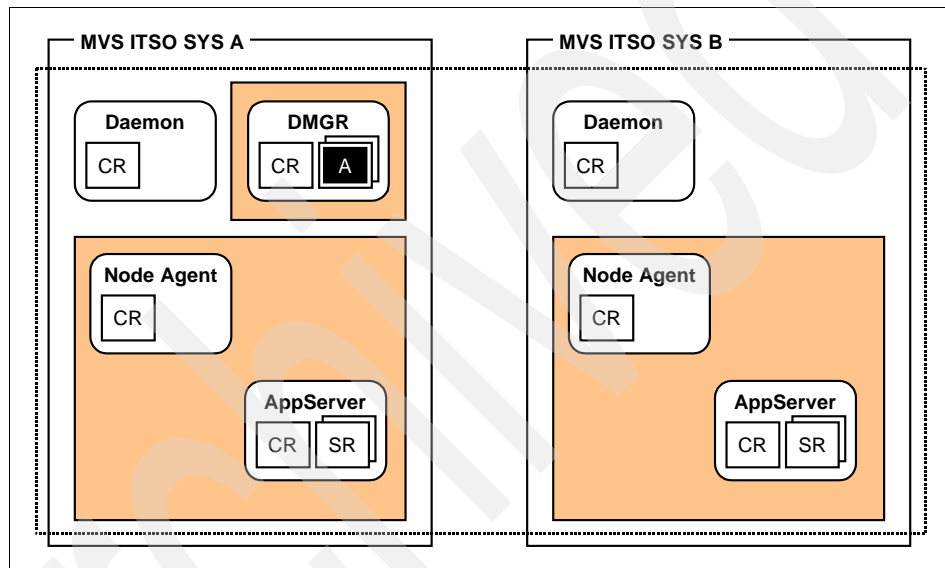 MVS ITSO SYS A
MVS ITSO SYS B
Daemon
CR
DMGR
CR
A
Daemon
CR
Node Agent
CR
AppServer
CR
SR
Node Agent
CR
AppServer
CR
SR